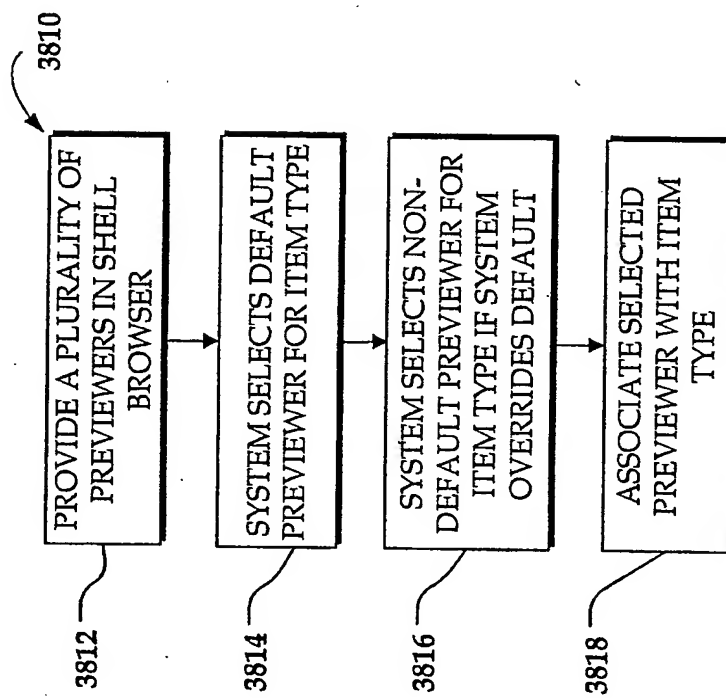 3810
3812
PROVIDE A PLURALITY OF
PREVIEWERS IN SHELL
BROWSER
3814
SYSTEM SELECTS DEFAULT
PREVIEWER FOR ITEM TYPE
3816
SYSTEM SELECTS NON-
DEFAULT PREVIEWER FOR
ITEM TYPE IF SYSTEM
OVERRIDES DEFAULT
3818
ASSOCIATE SELECTED
PREVIEWER WITH ITEM
TYPE